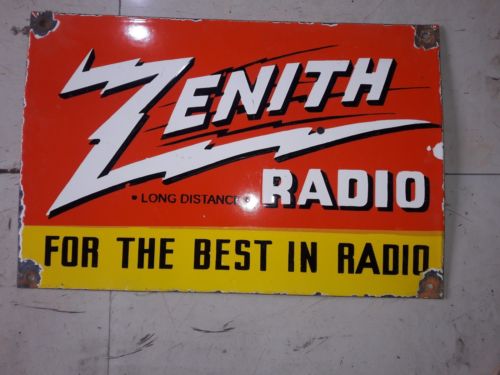 ZENITH
• LONG DISTANCE • RADIO
FOR THE BEST IN RADIO